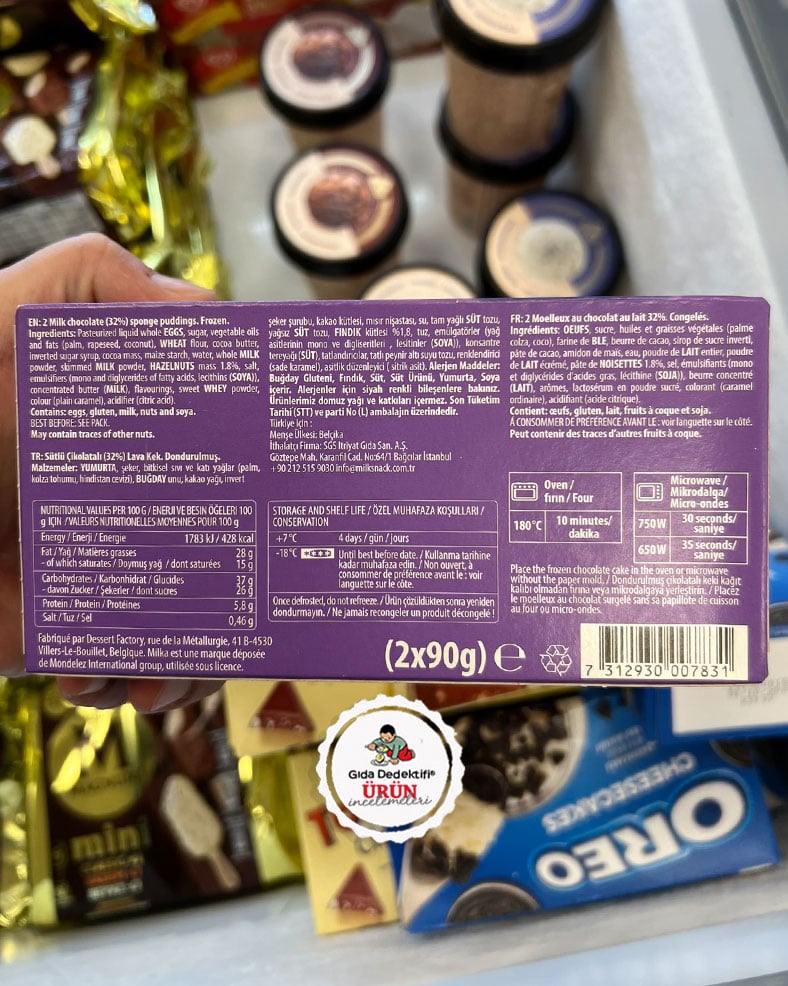 EN: 2 Milk chocolate (32%) sponge puddings. Frozen.
Ingredients: Pasteurized liquid whole EGGS, sugar, vegetable oils
and fats (palm, rapeseed, coconut), WHEAT flour, cocoa butter,
inverted sugar syrup, cocoa mass, maize starch, water, whole MILK
powder, skimmed MILK powder, HAZELNUTS mass 1.8%, salt,
emulsifiers (mono and diglycerides of fatty acids, lecithins (SOYA)),
concentrated butter (MILK), flavourings, sweet WHEY powder,
colour (plain caramel), acidifier (citric acid).
Contains: eggs, gluten, milk, nuts and soya.
BEST BEFORE: SEE PACK.
May contain traces of other nuts.
TR: Sütlü Çikolatalı (32%) Lava Kek. Dondurulmuş.
Malzemeler: YUMURTA, şeker, bitkisel sıvı ve katı yağlar (palm,
kolza tohumu, hindistan cevizi), BUĞDAY unu, kakao yağı, invert
şeker şurubu, kakao kütlesi, mısır nişastası, su, tam yağlı SÜT tozu,
yağsız SÜT tozu, FINDIK kütlesi %1,8, tuz, emülgatörler (yağ
asitlerinin mono ve digliseritleri , lesitinler (SOYA)), konsantre
tereyağı (SÜT), tatlandırıcılar, tatlı peynir altı suyu tozu, renklendirici
(sade karamel), asitlik düzenleyici ( sitrik asit). Alerjen Maddeler:
Buğday Gluteni, Fındık, Süt, Süt Ürünü, Yumurta, Soya
içerir. Alerjenler için siyah renkli bileşenlere bakınız.
Ürünlerimiz domuz yağı ve katkıları içermez. Son Tüketim
Tarihi (STT) ve parti No (L) ambalajın üzerindedir.
Türkiye için :
Menşe Ülkesi: Belçika
İthalatçı Firma: SGS Itriyat Gıda San. A.Ş.
Göztepe Mah. Karanfil Cad. No:64/1 Bağcılar İstanbul
+90 212 515 9030 info@milksnack.com.tr
FR: 2 Moelleux au chocolat au lait 32%. Congelés.
Ingrédients: OEUFS, sucre, huiles et graisses végétales (palme
colza, coco), farine de BLE, beurre de cacao, sirop de sucre inverti,
pâte de cacao, amidon de maïs, eau, poudre de LAIT entier, poudre
de LAIT écrémé, pâte de NOISETTES 1.8%, sel, émulsifiants (mono
et diglycérides d'acides gras, lécithine (SOJA)), beurre concentré
(LAIT), arômes, lactosérum en poudre sucré, colorant (caramel
ordinaire), acidifiant (acide citrique).
Contient: œufs, gluten, lait, fruits à coque et soja.
À CONSOMMER DE PRÉFÉRENCE AVANT LE : voir languette sur le côté.
Peut contenir des traces d'autres fruits à coque.
NUTRITIONAL VALUES PER 100 G / ENERJI VE BESIN ÖGELERI 100
g IÇIN /VALEURS NUTRITIONELLES MOYENNES POUR 100 g
Energy / Enerji / Energie 1783 kJ / 428 kcal
Fat / Yağ / Matières grasses 28 g
- of which saturates / Doymuş yağ / dont saturées 15 g
Carbohydrates / Karbonhidrat / Glucides 37 g
- davon Zucker / Şekerler / dont sucres 26 g
Protein / Protein / Protéines 5,8 g
Salt /Tuz / Sel 0,46 g
Fabriqué par Dessert Factory, rue de la Métallurgie, 41 B-4530
Villers-Le-Bouillet, Belgique. Milka est une marque déposée
de Mondelez International group, utilisée sous licence.
STORAGE AND SHELF LIFE / ÖZEL MUHAFAZA KOŞULLARI /
CONSERVATION
+7°C 4 days / gün / jours
-18°C Until best before date. / Kullanma tarihine
kadar muhafaza edin. / Non ouvert, à
consommer de préférence avant le : voir
languette sur le côte.
Once defrosted, do not refreeze. / Ürün çözüldükten sonra yeniden
dondurmayın. / Ne jamais recongeler un produit décongelé !
(2x90g) e
Oven /
fırın / Four
180°C 10 minutes/
dakika
Microwave /
Mikrodalga/
Micro-ondes
750W 30 seconds/
saniye
650W 35 seconds/
saniye
Place the frozen chocolate cake in the oven or microwave
without the paper mold. / Dondurulmuş çikolatalı keki kağıt
kalıbı olmadan fırına veya mikrodalgaya yerleştirin. / Placez
le moelleux au chocolat surgelé sans sa papillote de cuisson
au four ou micro-ondes.
7 312930 007831
Gıda Dedektifi®
ÜRÜN
incelemeleri
mini
OREO
CHEESECAKES